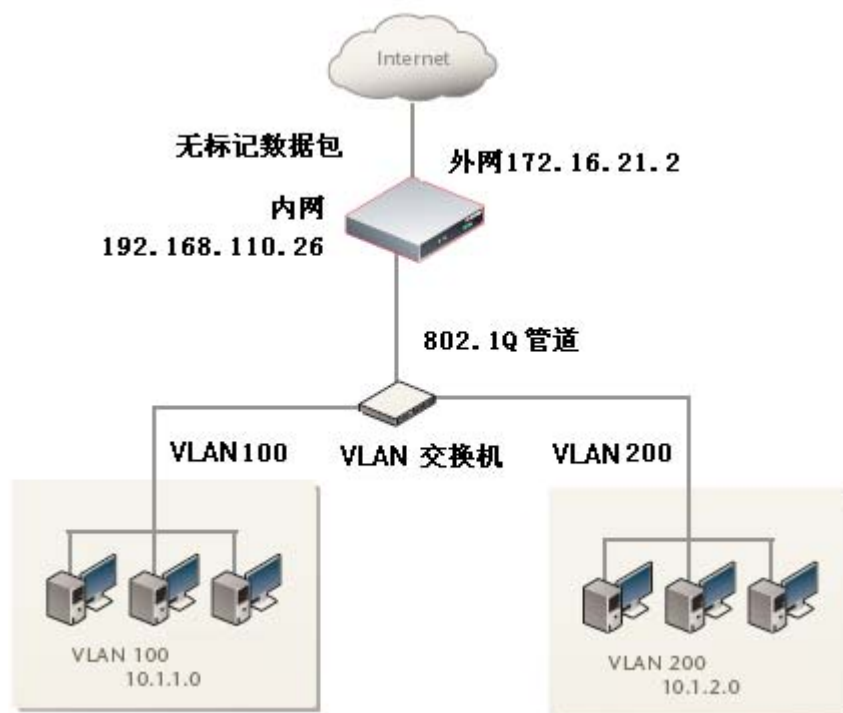 Internet
无标记数据包
外网172.16.21.2
内网
192.168.110.26
802.1Q 管道
VLAN100
VLAN 交换机
VLAN 200
VLAN 100
10.1.1.0
VLAN 200
10.1.2.0